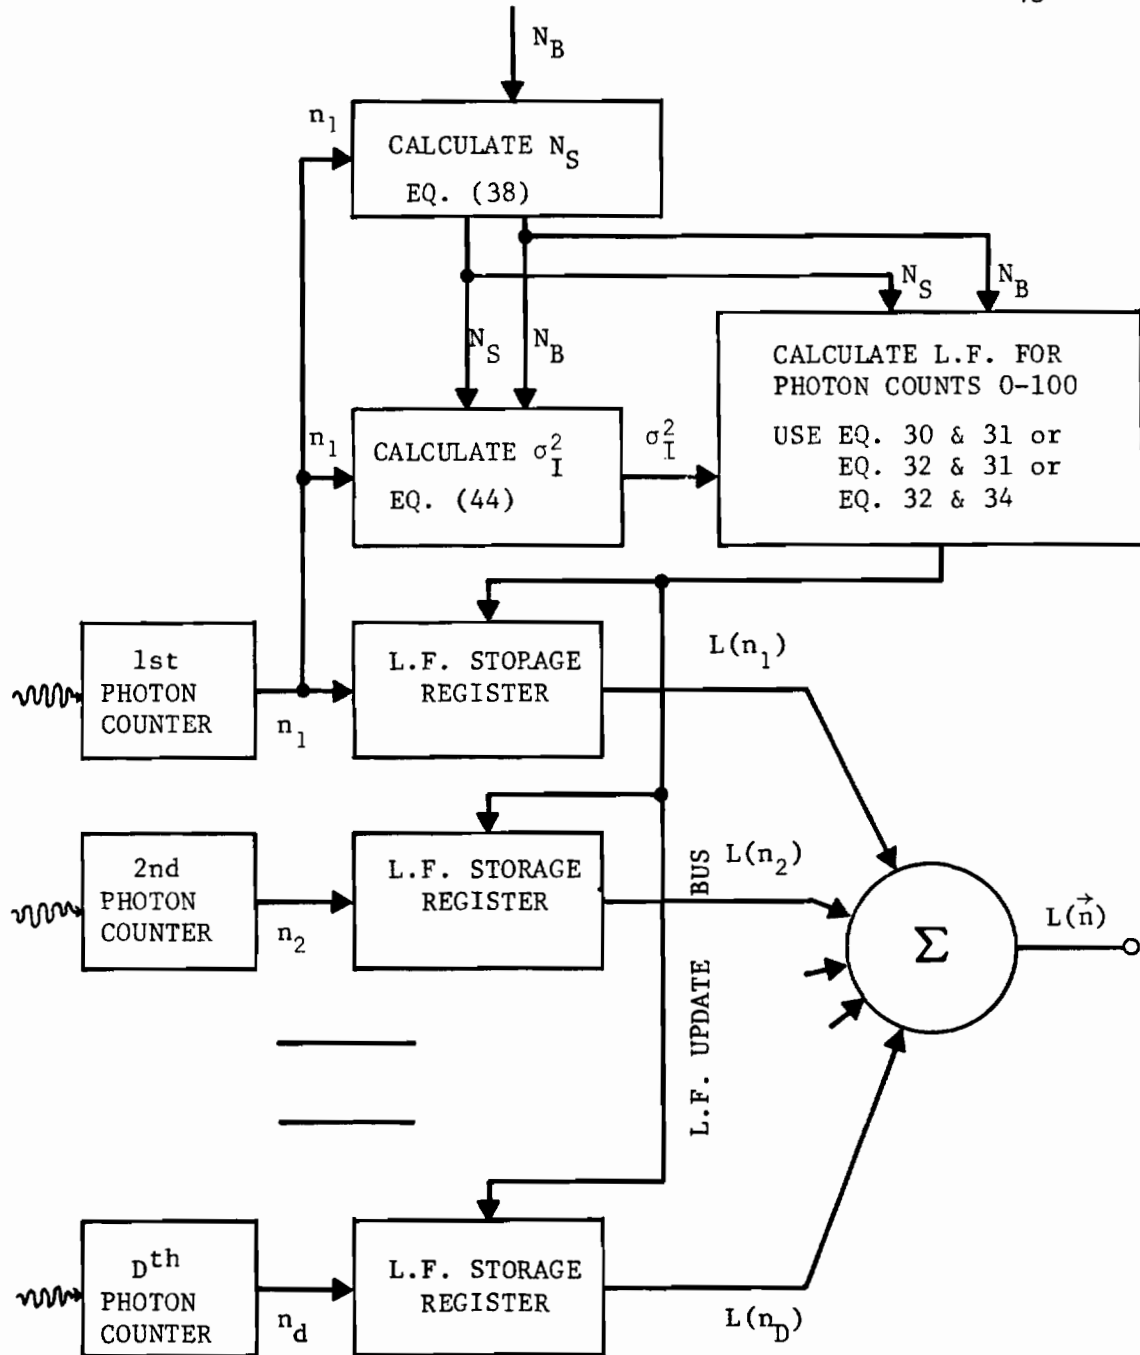 N_B
n_1
CALCULATE N_S
EQ. (38)
N_S
N_B
N_S
N_B
CALCULATE L.F. FOR
PHOTON COUNTS 0-100
USE EQ. 30 & 31 or
EQ. 32 & 31 or
EQ. 32 & 34
n_1
CALCULATE σ_I^2
EQ. (44)
σ_I^2
1st
PHOTON
COUNTER
n_1
L.F. STORAGE
REGISTER
L(n_1)
2nd
PHOTON
COUNTER
n_2
L.F. STORAGE
REGISTER
L(n_2)
L.F. UPDATE BUS
Σ
L(n⃗)
D^th
PHOTON
COUNTER
n_d
L.F. STORAGE
REGISTER
L(n_D)